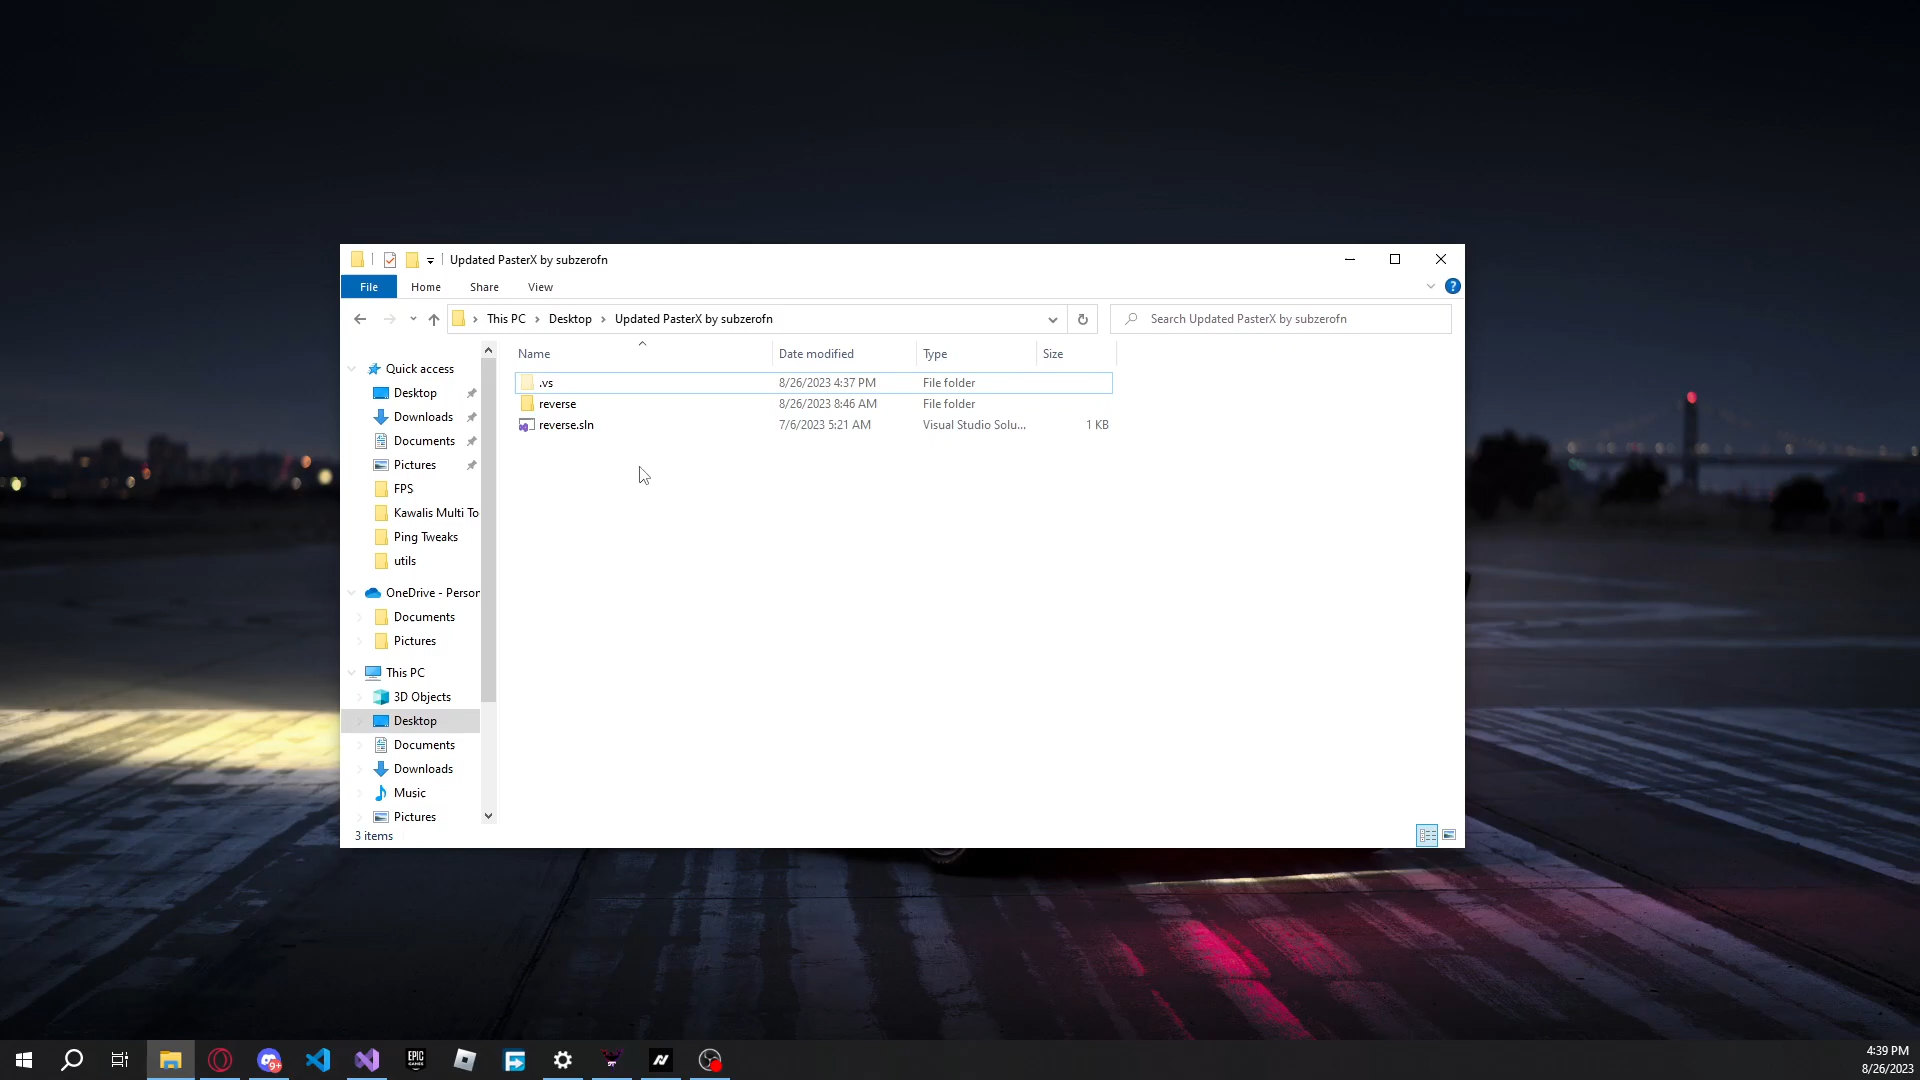 Updated PasterX by subzerofn
File Home Share View
This PC Desktop Updated PasterX by subzerofn
Search Updated PasterX by subzerofn
Name Date modified Type Size
.vs 8/26/2023 4:37 PM File folder
reverse 8/26/2023 8:46 AM File folder
reverse.sln 7/6/2023 5:21 AM Visual Studio Solu... 1 KB
Quick access
Desktop
Downloads
Documents
Pictures
FPS
Kawalis Multi To
Ping Tweaks
utils
OneDrive - Person
Documents
Pictures
This PC
3D Objects
Desktop
Documents
Downloads
Music
Pictures
3 items
9+
EPIC
GAMES
4:39 PM
8/26/2023